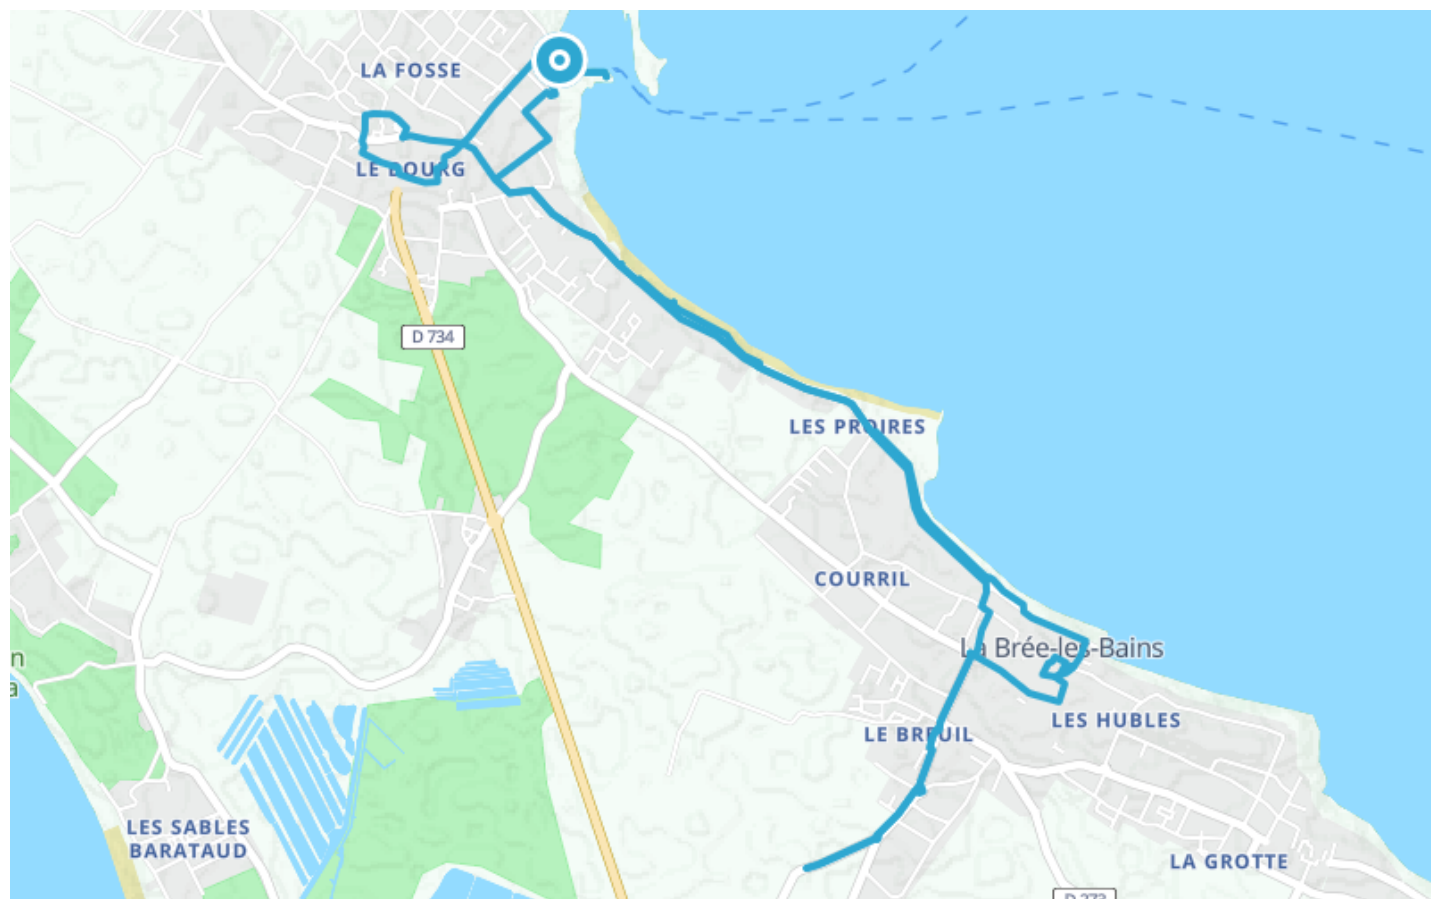 LA FOSSE
LE BOURG
D 734
LES PROIRES
COURRIL
La Brée-les-Bains
n
a
LES HUBLES
LE BREUIL
LES SABLES
BARATAUD
LA GROTTE
D 273